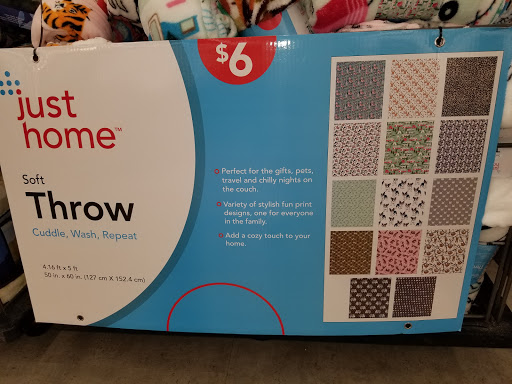 $6
just
home™
Soft
Throw
Cuddle, Wash, Repeat
4.16 ft x 5 ft
50 in. x 60 in. (127 cm X 152.4 cm)
Perfect for the gifts, pets,
travel and chilly nights on
the couch.
Variety of stylish fun print
designs, one for everyone
in the family.
Add a cozy touch to your
home.